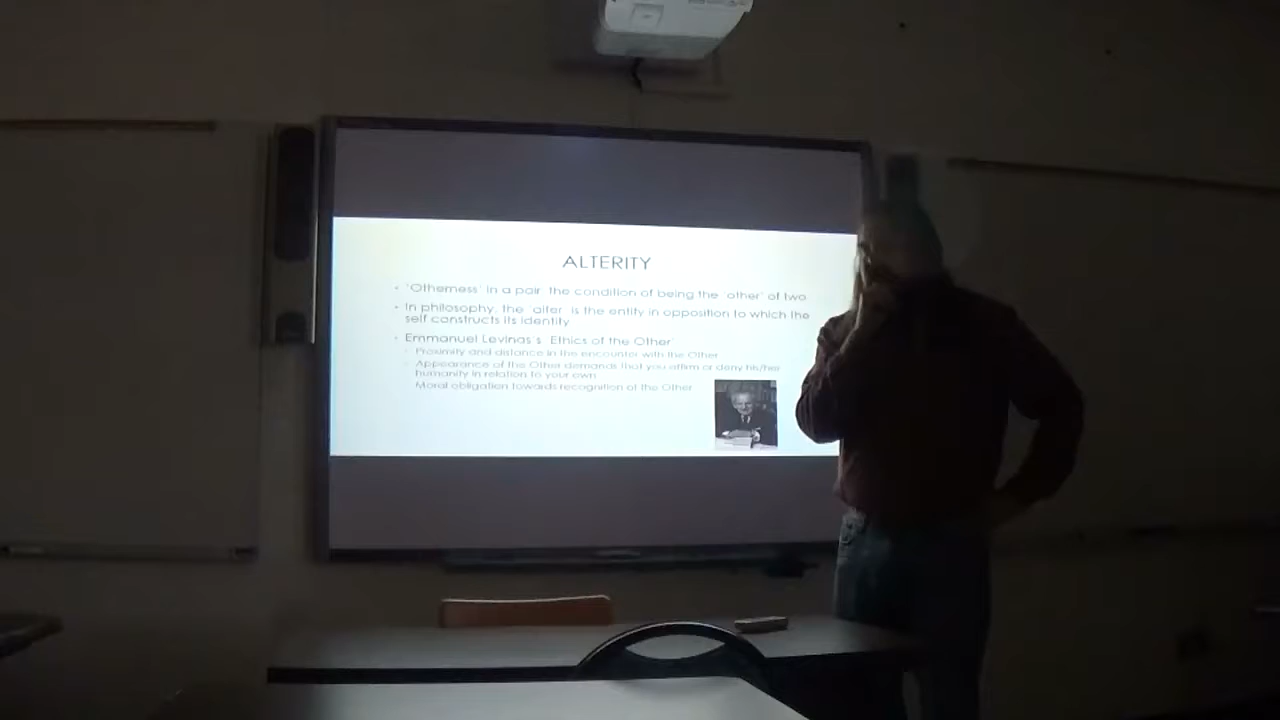 ALTERITY
'Otherness' in a pair the condition of being the 'other' of two
In philosophy, the 'alter' is the entity in opposition to which the
self constructs its identity
Emmanuel Levinas's 'Ethics of the Other'
Proximity and distance in the encounter with the Other
Appearance of the Other demands that you affirm or deny his/her
humanity in relation to your own
Moral obligation towards recognition of the Other